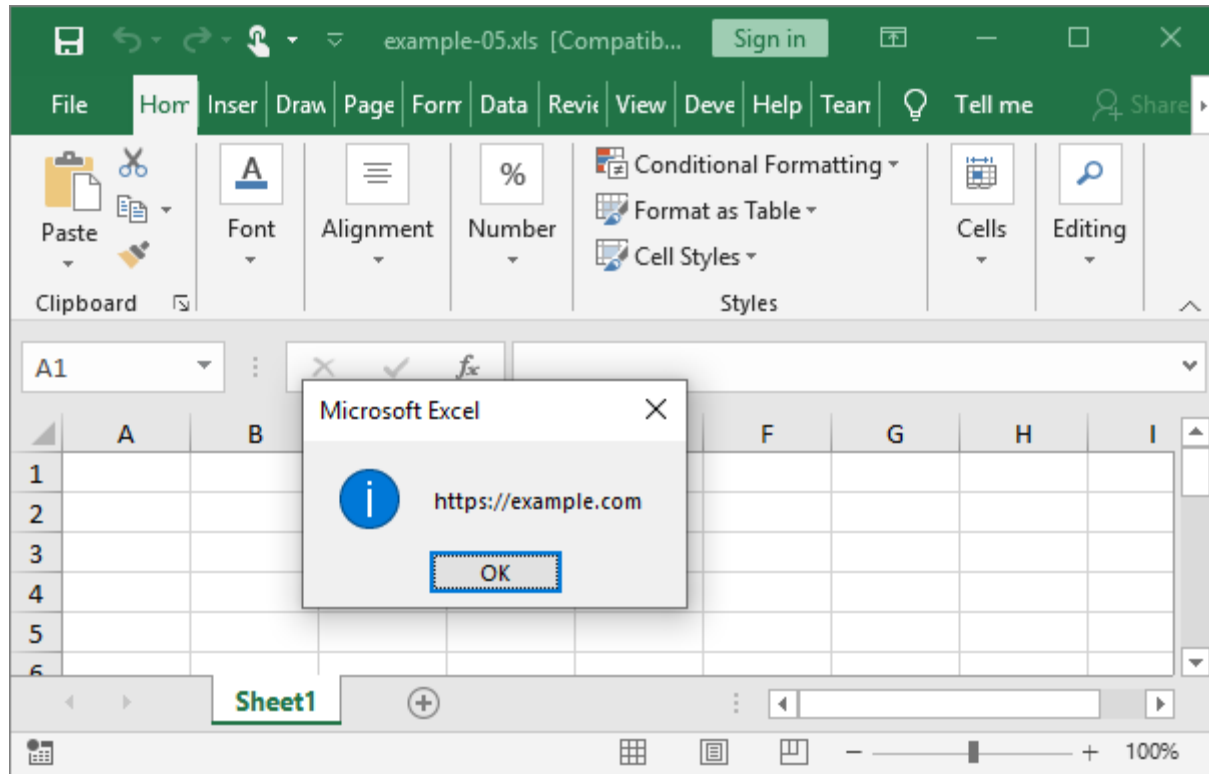 example-05.xls [Compatib... Sign in
File Hom Inser Draw Page Form Data Revie View Deve Help Team Tell me Share
Paste Font Alignment Number Conditional Formatting Format as Table Cell Styles Cells Editing
Clipboard Styles
A1 fx
Microsoft Excel
A B F G H I
1
https://example.com
2
3
OK
4
5
6
Sheet1
100%